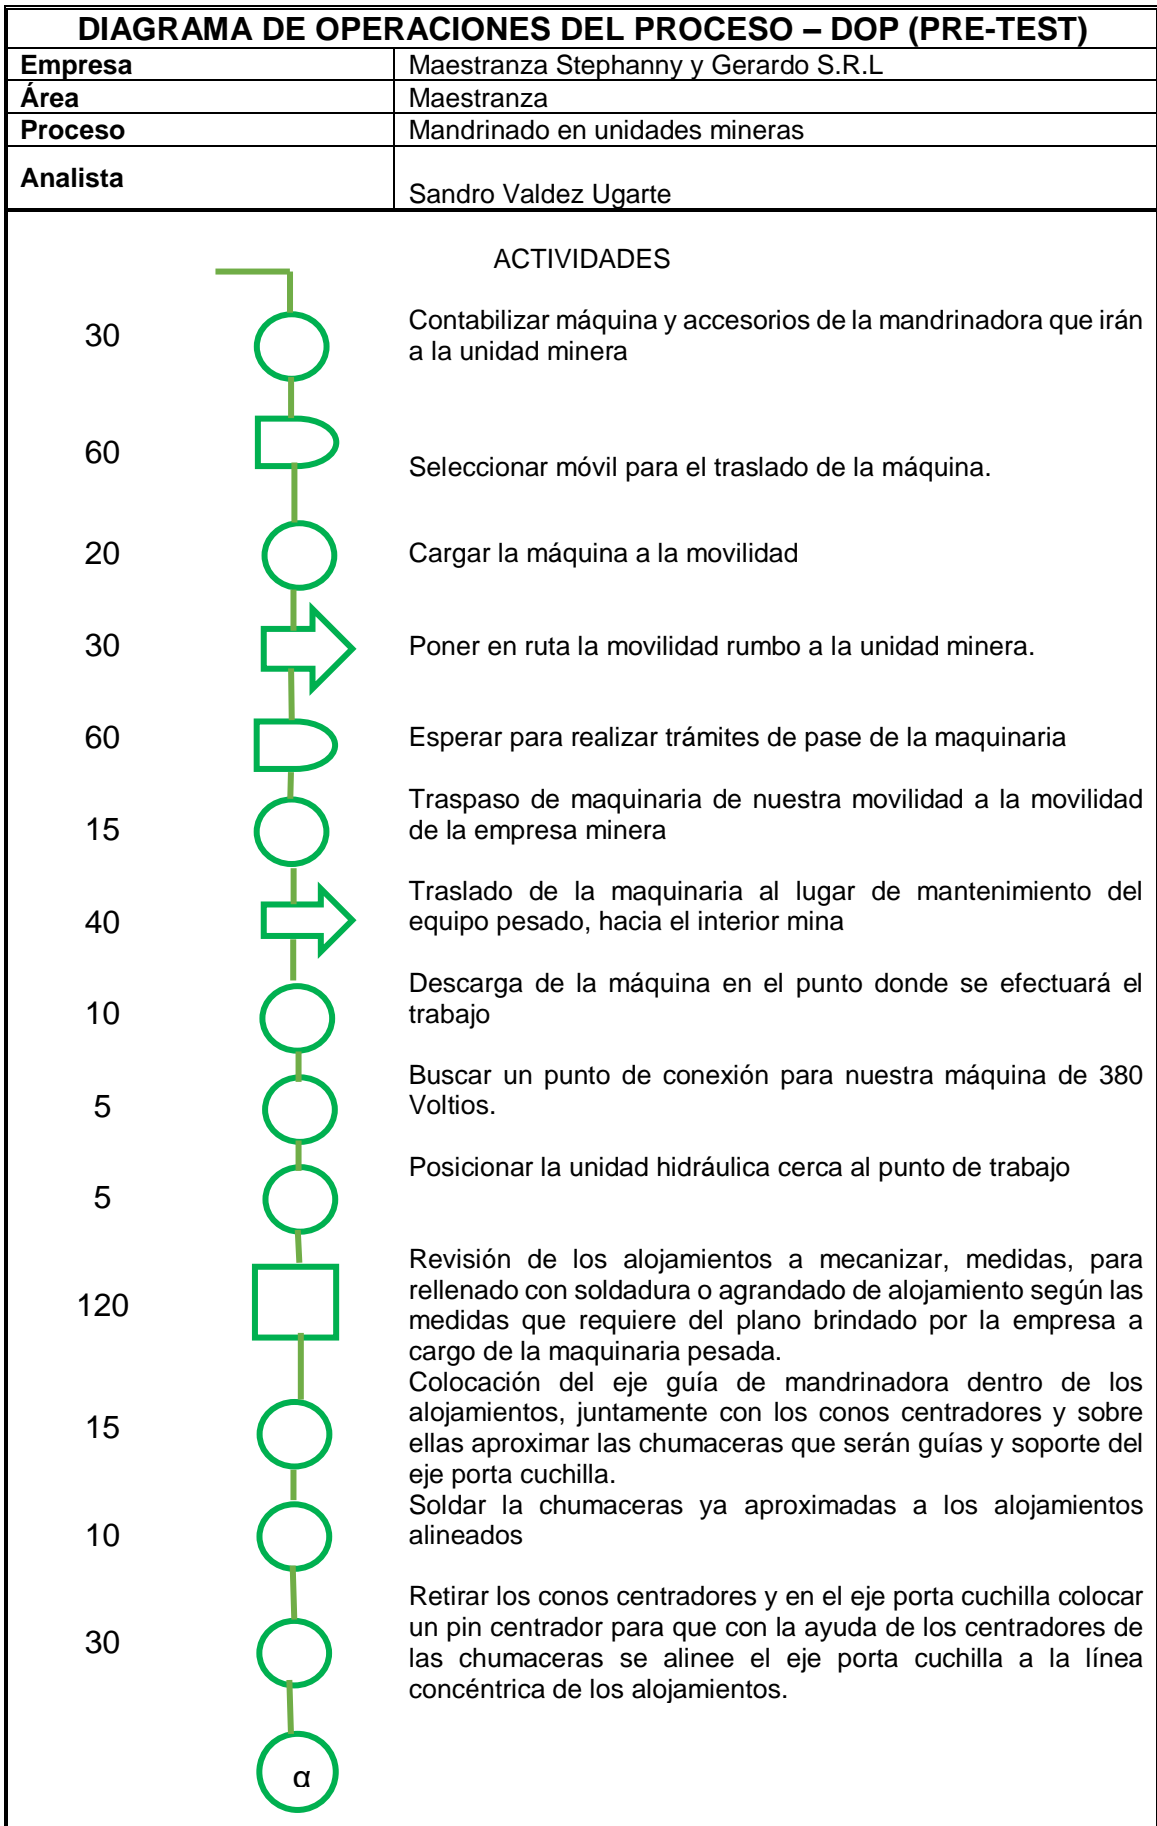 DIAGRAMA DE OPERACIONES DEL PROCESO – DOP (PRE-TEST)
Empresa Maestranza Stephanny y Gerardo S.R.L
Área Maestranza
Proceso Mandrinado en unidades mineras
Analista Sandro Valdez Ugarte
ACTIVIDADES
30 Contabilizar máquina y accesorios de la mandrinadora que irán
a la unidad minera
60 Seleccionar móvil para el traslado de la máquina.
20 Cargar la máquina a la movilidad
30 Poner en ruta la movilidad rumbo a la unidad minera.
60 Esperar para realizar trámites de pase de la maquinaria
15 Traspaso de maquinaria de nuestra movilidad a la movilidad
de la empresa minera
40 Traslado de la maquinaria al lugar de mantenimiento del
equipo pesado, hacia el interior mina
10 Descarga de la máquina en el punto donde se efectuará el
trabajo
5 Buscar un punto de conexión para nuestra máquina de 380
Voltios.
5 Posicionar la unidad hidráulica cerca al punto de trabajo
120 Revisión de los alojamientos a mecanizar, medidas, para
rellenado con soldadura o agrandado de alojamiento según las
medidas que requiere del plano brindado por la empresa a
cargo de la maquinaria pesada.
15 Colocación del eje guía de mandrinadora dentro de los
alojamientos, juntamente con los conos centradores y sobre
ellas aproximar las chumaceras que serán guías y soporte del
eje porta cuchilla.
10 Soldar la chumaceras ya aproximadas a los alojamientos
alineados
30 Retirar los conos centradores y en el eje porta cuchilla colocar
un pin centrador para que con la ayuda de los centradores de
las chumaceras se alinee el eje porta cuchilla a la línea
concéntrica de los alojamientos.
α